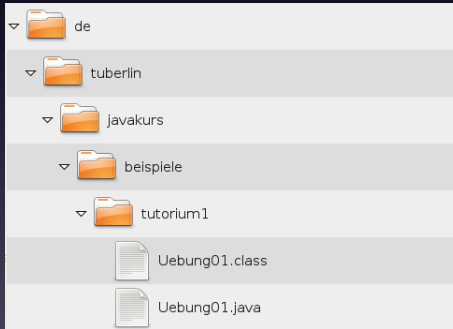 de
tuberlin
javakurs
beispiele
tutorium1
Uebung01.class
Uebung01.java